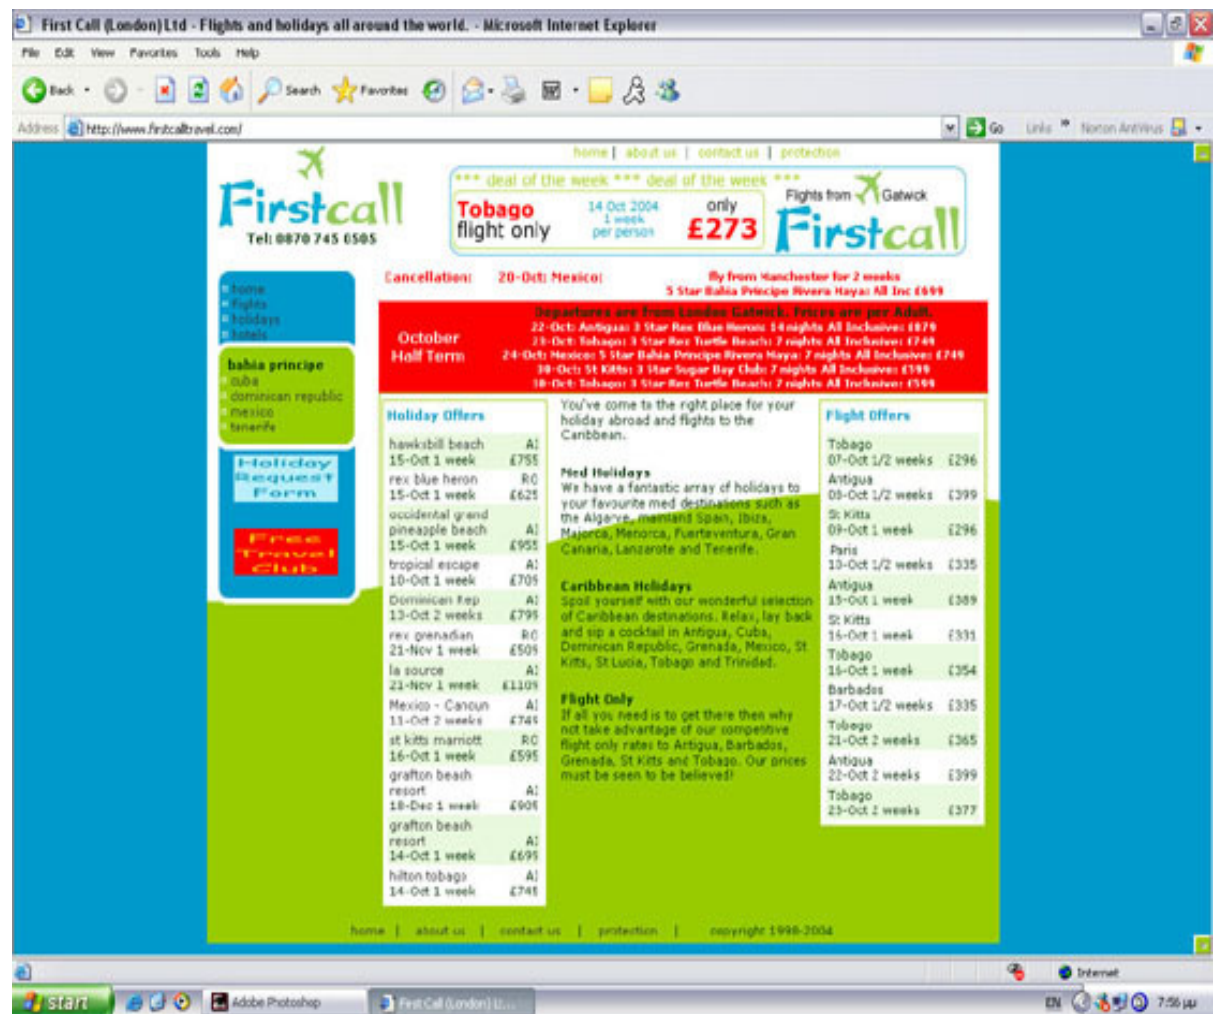 First Call (London) Ltd - Flights and holidays all around the world. - Microsoft Internet Explorer
File Edit View Favorites Tools Help
Back Search Favorites
Address http://www.firstcalltravel.com/ Go Links » Norton AntiVirus
home | about us | contact us | protection
Firstcall
Tel: 0870 745 6505
*** deal of the week *** deal of the week ***
Tobago
flight only
14 Oct 2004
1 week
per person
only
£273
Flights from Gatwick
Firstcall
home
flights
holidays
hotels
bahia principe
cuba
dominican republic
mexico
tenerife
Holiday
Request
Form
Free
Travel
Club
Cancellation: 20-Oct: Mexico: fly from Manchester for 2 weeks
5 Star Bahia Principe Rivera Maya: All Inc £699
October
Half Term
Departures are from London Gatwick. Prices are per Adult.
22-Oct: Antigua: 3 Star Rex Blue Heron: 14 nights All Inclusive: £879
23-Oct: Tobago: 3 Star Rex Turtle Beach: 7 nights All Inclusive: £749
24-Oct: Mexico: 5 Star Bahia Principe Rivera Maya: 7 nights All Inclusive: £749
30-Oct: St Kitts: 3 Star Sugar Bay Club: 7 nights All Inclusive: £599
30-Oct: Tobago: 3 Star Rex Turtle Beach: 7 nights All Inclusive: £599
Holiday Offers
hawksbill beach AI
15-Oct 1 week £755
rex blue heron RO
15-Oct 1 week £625
occidental grand
pineapple beach AI
15-Oct 1 week £955
tropical escape AI
10-Oct 1 week £705
Dominican Rep AI
13-Oct 2 weeks £795
rex grenadian RO
21-Nov 1 week £505
la source AI
21-Nov 1 week £1105
Mexico - Cancun AI
11-Oct 2 weeks £745
st kitts marriott RO
16-Oct 1 week £595
grafton beach
resort AI
18-Dec 1 week £905
grafton beach
resort AI
14-Oct 1 week £695
hilton tobago AI
14-Oct 1 week £745
You've come to the right place for your
holiday abroad and flights to the
Caribbean.
Med Holidays
We have a fantastic array of holidays to
your favourite med destinations such as
the Algarve, mainland Spain, Ibiza,
Majorca, Menorca, Fuerteventura, Gran
Canaria, Lanzarote and Tenerife.
Caribbean Holidays
Spoil yourself with our wonderful selection
of Caribbean destinations. Relax, lay back
and sip a cocktail in Antigua, Cuba,
Dominican Republic, Grenada, Mexico, St
Kitts, St Lucia, Tobago and Trinidad.
Flight Only
If all you need is to get there then why
not take advantage of our competitive
flight only rates to Antigua, Barbados,
Grenada, St Kitts and Tobago. Our prices
must be seen to be believed!
Flight Offers
Tobago
07-Oct 1/2 weeks £296
Antigua
08-Oct 1/2 weeks £399
St Kitts
09-Oct 1 week £296
Paris
10-Oct 1/2 weeks £335
Antigua
15-Oct 1 week £389
St Kitts
16-Oct 1 week £331
Tobago
16-Oct 1 week £354
Barbados
17-Oct 1/2 weeks £335
Tobago
21-Oct 2 weeks £365
Antigua
22-Oct 2 weeks £399
Tobago
23-Oct 2 weeks £377
home | about us | contact us | protection | copyright 1998-2004
Internet
start Adobe Photoshop First Call (London) Lt... EN 7:56 μμ